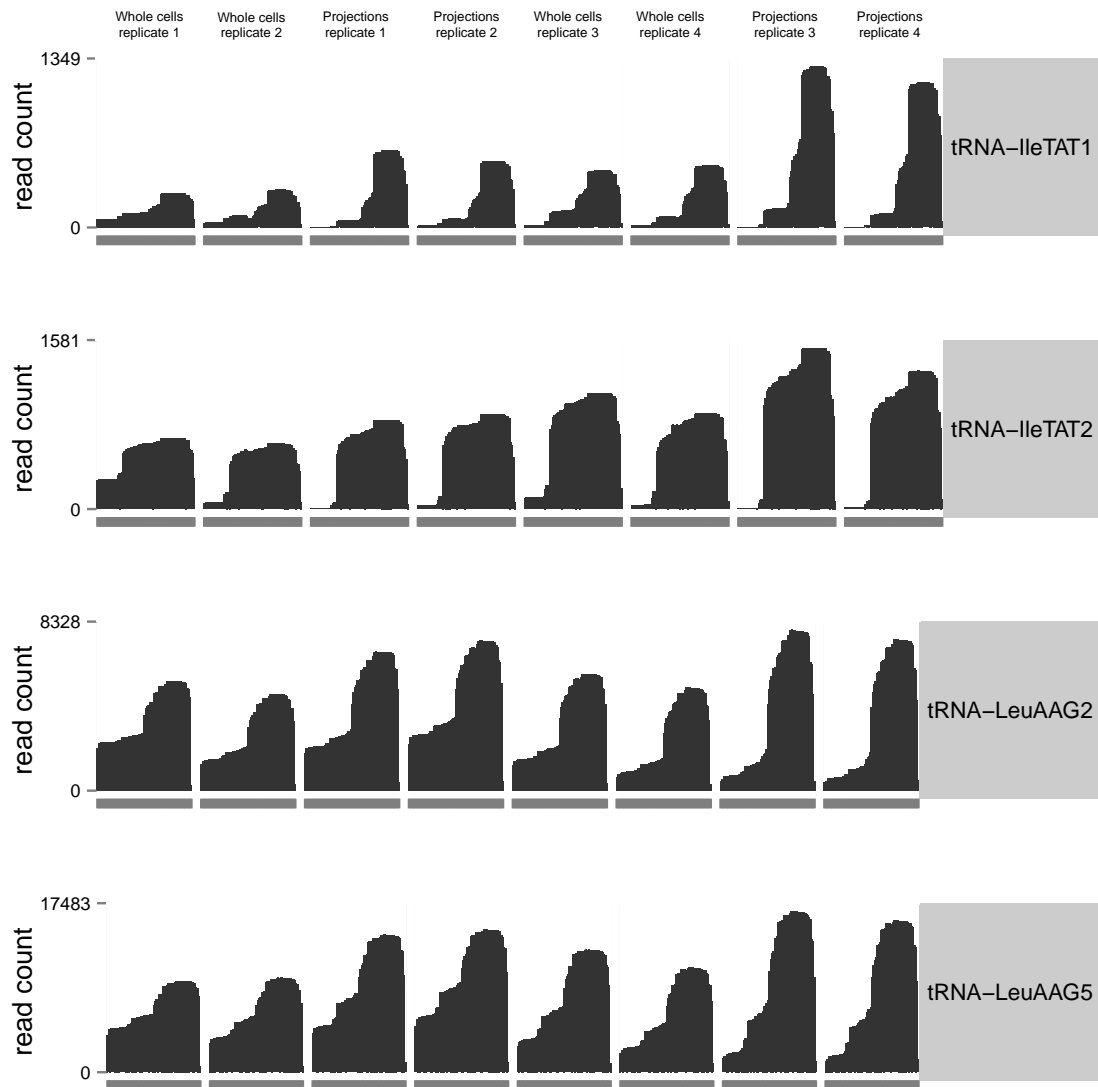 Whole cells replicate 1
Whole cells replicate 2
Projections replicate 1
Projections replicate 2
Whole cells replicate 3
Whole cells replicate 4
Projections replicate 3
Projections replicate 4
1349
read count
0
tRNA−IleTAT1
1581
read count
0
tRNA−IleTAT2
8328
read count
0
tRNA−LeuAAG2
17483
read count
0
tRNA−LeuAAG5